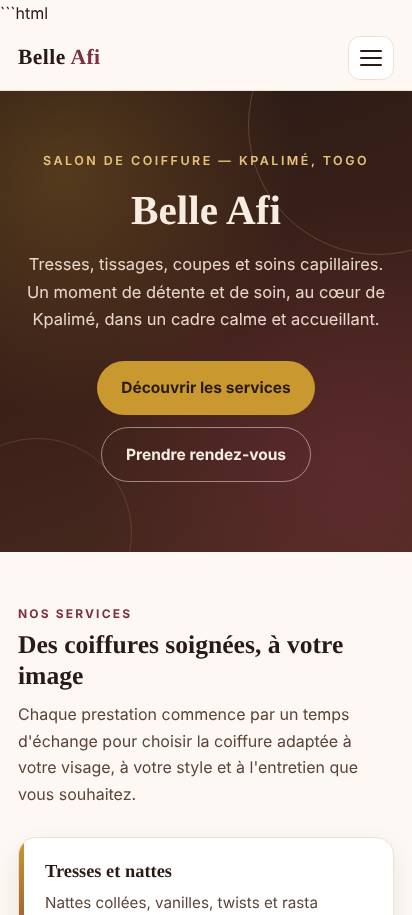 ```html
Belle Afi
SALON DE COIFFURE — KPALIMÉ, TOGO
Belle Afi
Tresses, tissages, coupes et soins capillaires.
Un moment de détente et de soin, au cœur de
Kpalimé, dans un cadre calme et accueillant.
Découvrir les services
Prendre rendez-vous
NOS SERVICES
Des coiffures soignées, à votre
image
Chaque prestation commence par un temps
d'échange pour choisir la coiffure adaptée à
votre visage, à votre style et à l'entretien que
vous souhaitez.
Tresses et nattes
Nattes collées, vanilles, twists et rasta